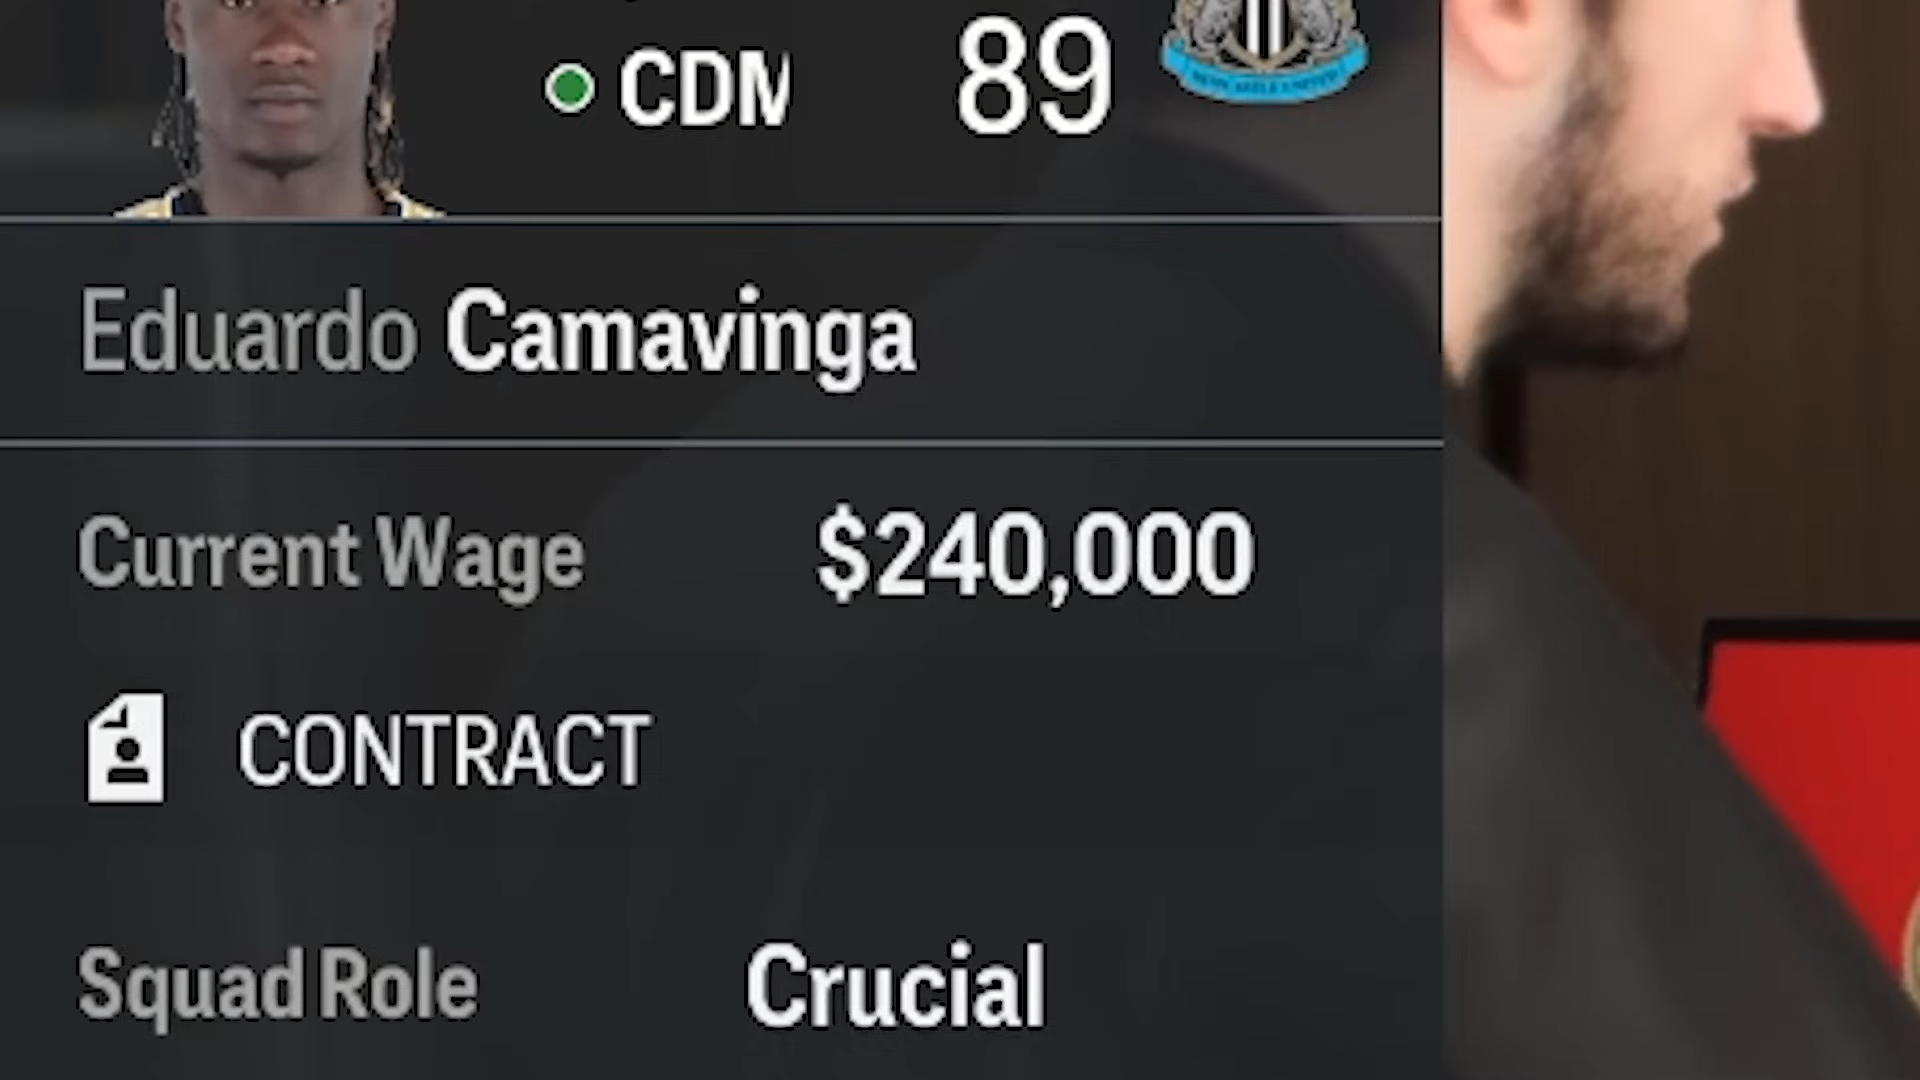 CDM 89
Eduardo Camavinga
Current Wage $240,000
CONTRACT
Squad Role Crucial